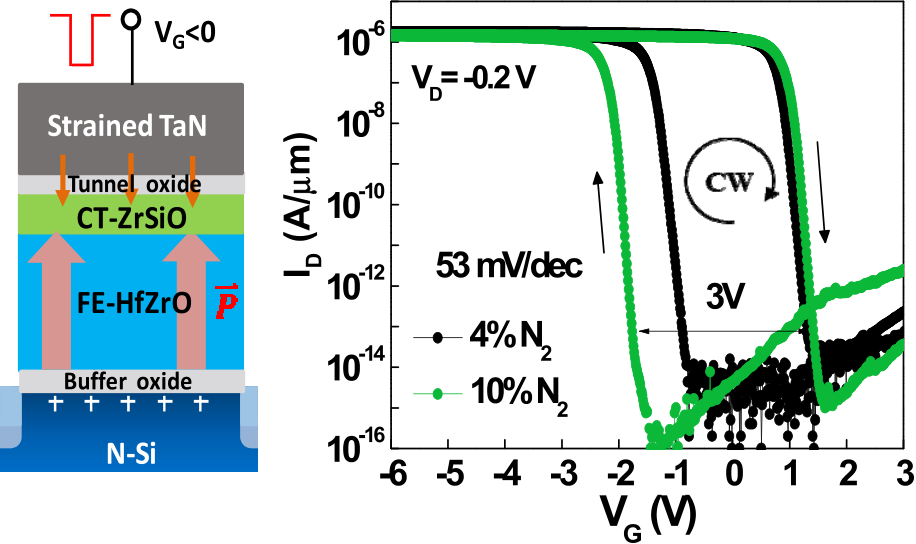 V_G<0
Strained TaN
Tunnel oxide
CT-ZrSiO
FE-HfZrO
P⃗
Buffer oxide
+ + + + +
N-Si
I_D (A/μm)
10^-6
10^-8
10^-10
10^-12
10^-14
10^-16
V_D= -0.2 V
CW
53 mV/dec
3V
4% N_2
10% N_2
-6 -5 -4 -3 -2 -1 0 1 2 3
V_G (V)